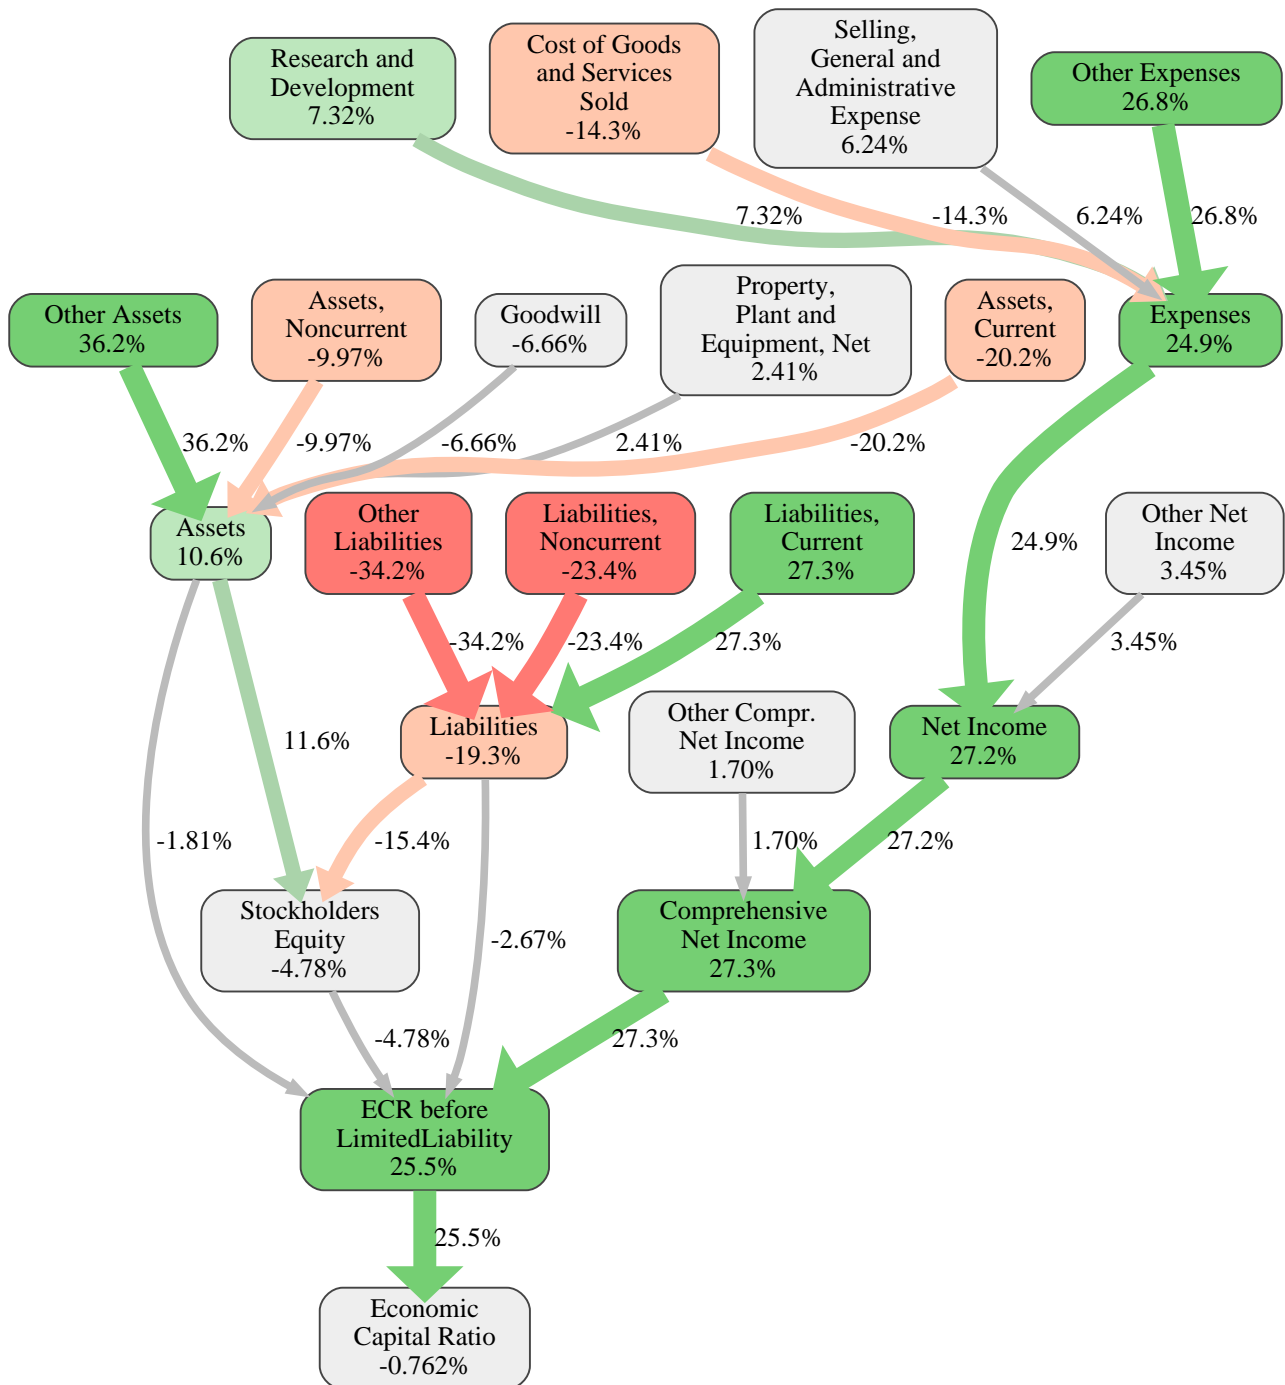 Research and
Development
7.32%
Cost of Goods
and Services
Sold
-14.3%
Selling,
General and
Administrative
Expense
6.24%
Other Expenses
26.8%
7.32%
-14.3%
6.24%
26.8%
Other Assets
36.2%
Assets,
Noncurrent
-9.97%
Goodwill
-6.66%
Property,
Plant and
Equipment, Net
2.41%
Assets,
Current
-20.2%
Expenses
24.9%
36.2%
-9.97%
-6.66%
2.41%
-20.2%
Assets
10.6%
Other
Liabilities
-34.2%
Liabilities,
Noncurrent
-23.4%
Liabilities,
Current
27.3%
24.9%
Other Net
Income
3.45%
-34.2%
-23.4%
27.3%
3.45%
11.6%
Liabilities
-19.3%
Other Compr.
Net Income
1.70%
Net Income
27.2%
-1.81%
-15.4%
1.70%
27.2%
Stockholders
Equity
-4.78%
-2.67%
Comprehensive
Net Income
27.3%
-4.78%
27.3%
ECR before
LimitedLiability
25.5%
25.5%
Economic
Capital Ratio
-0.762%